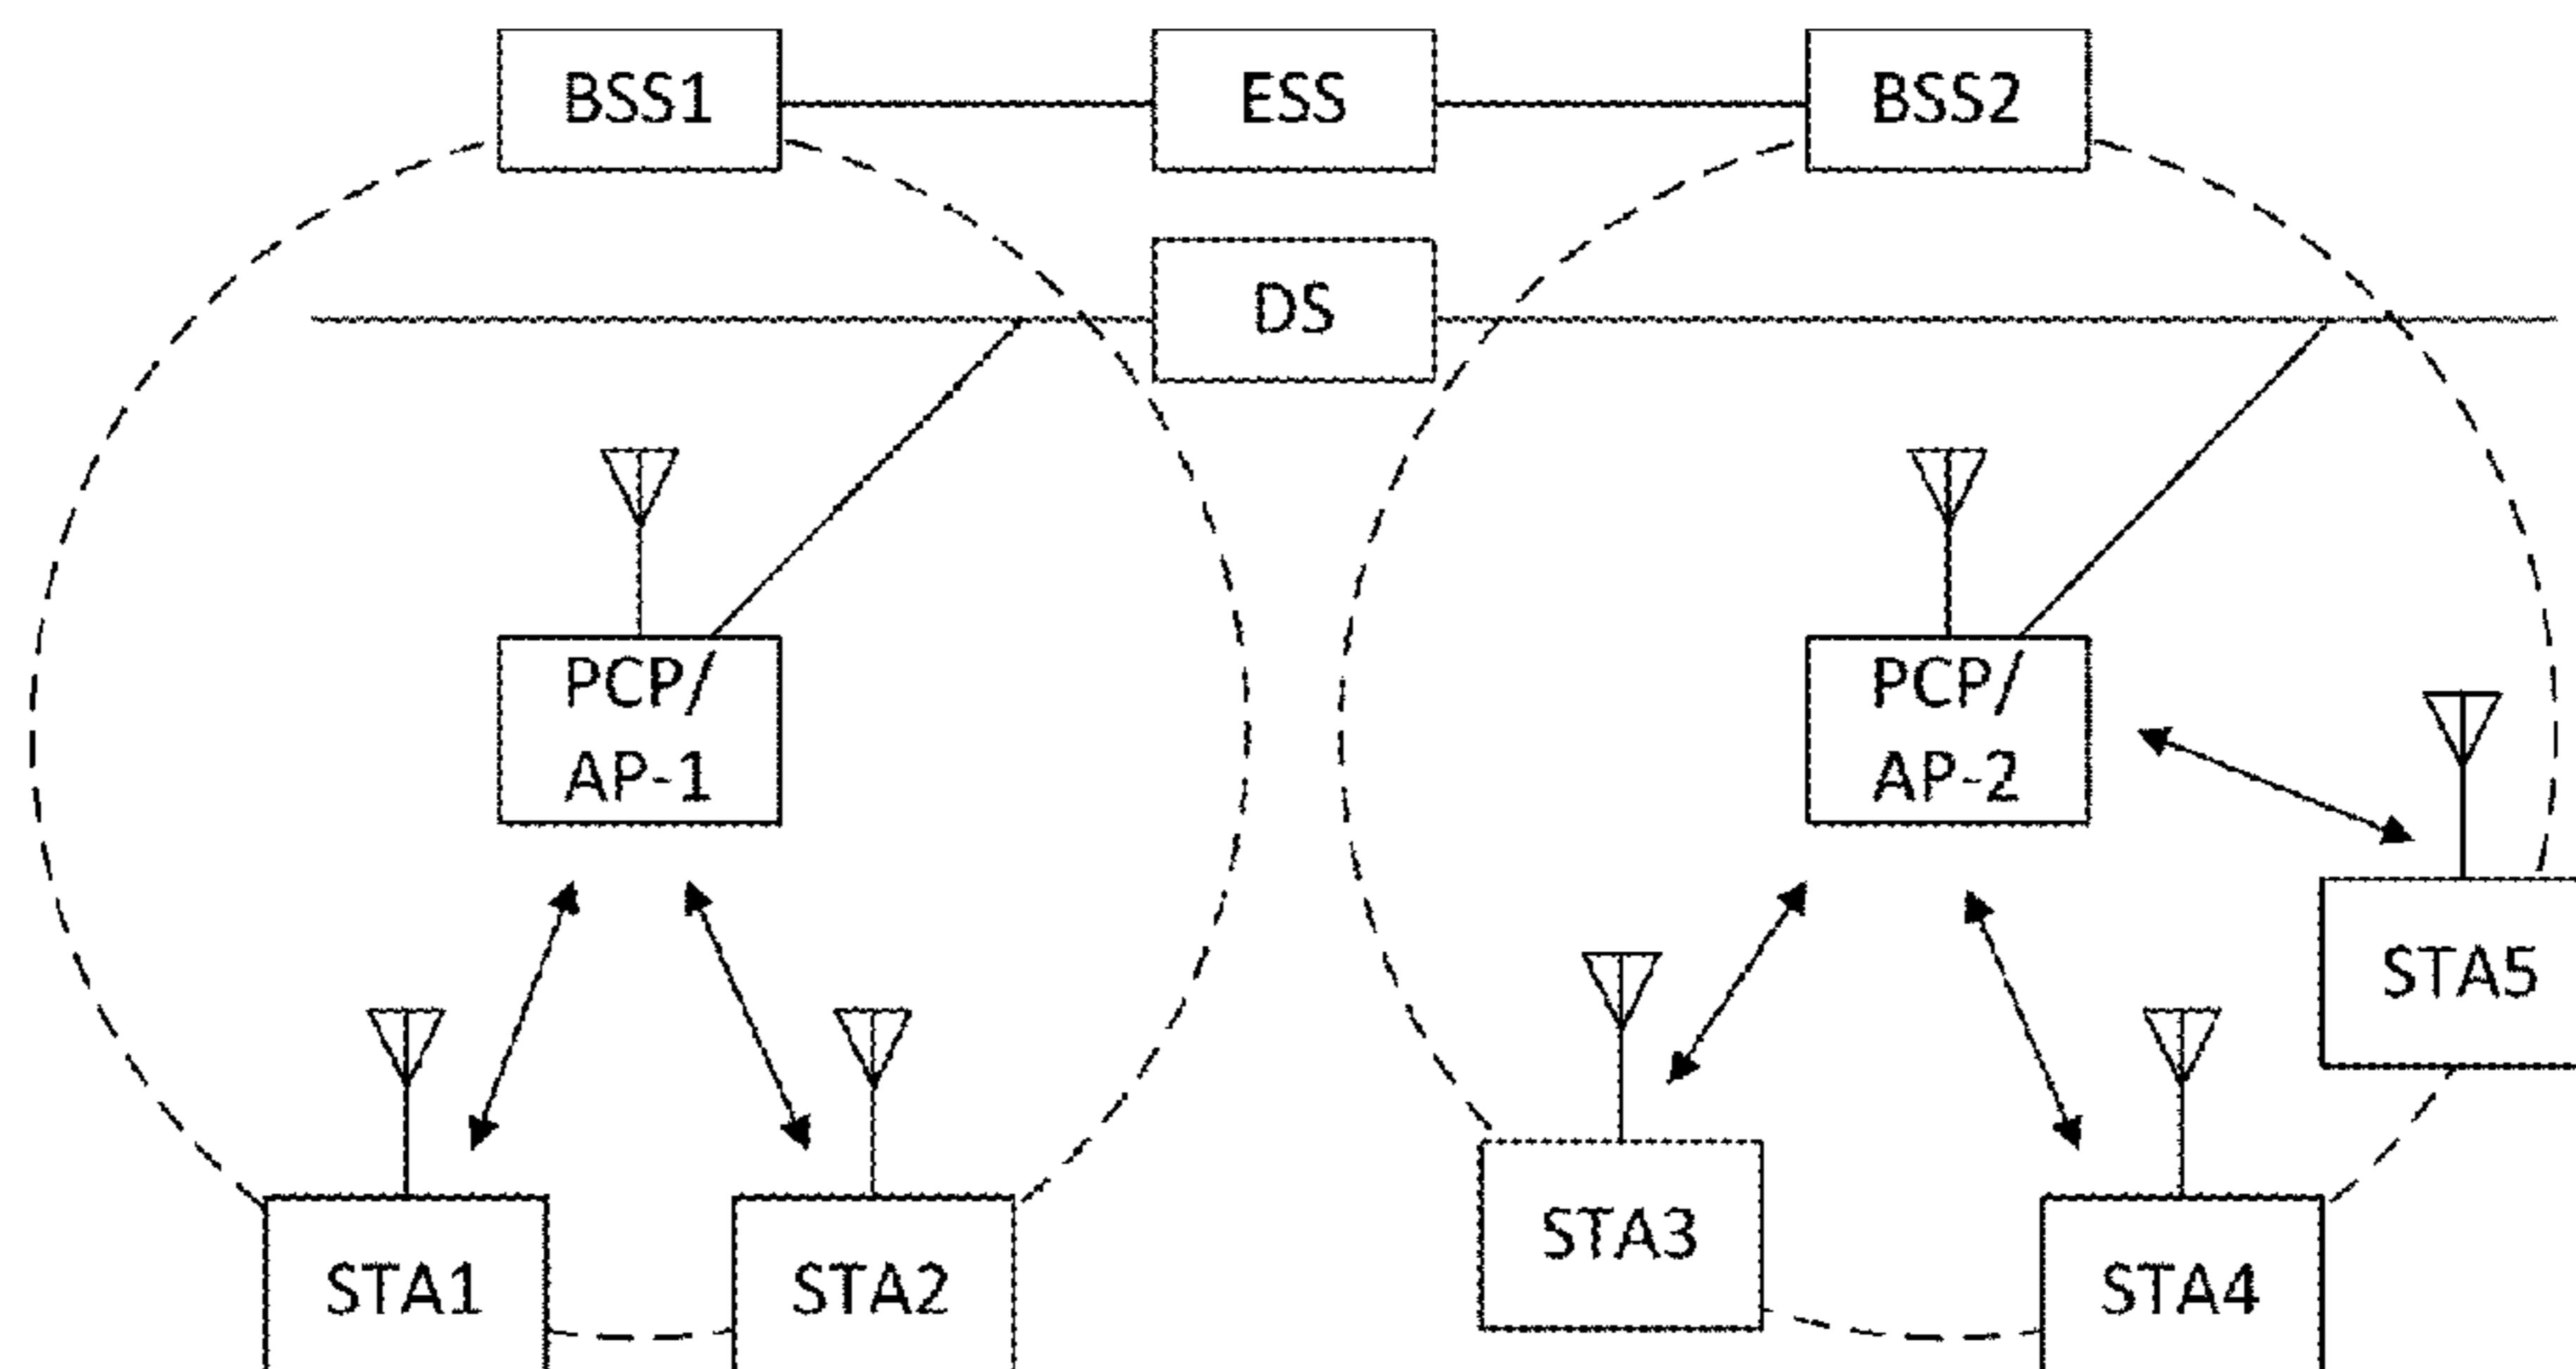 BSS1
ESS
BSS2
DS
PCP/
AP-1
PCP/
AP-2
STA5
STA3
STA1
STA2
STA4